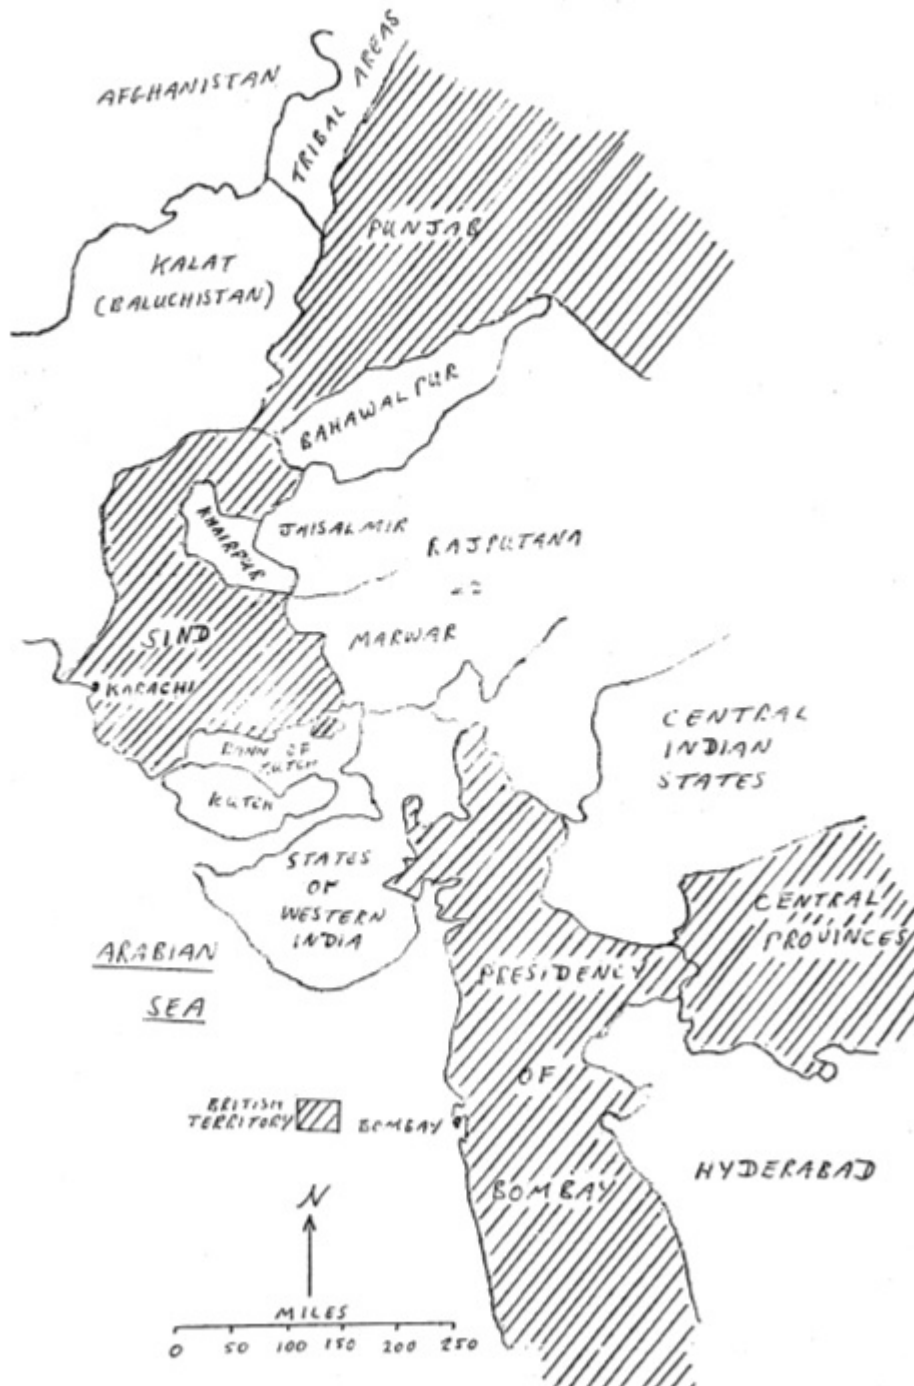 AFGHANISTAN
TRIBAL AREAS
PUNJAB
KALAT
(BALUCHISTAN)
BAHAWALPUR
KHAIRPUR
JAISALMIR
RAJPUTANA
SIND
MARWAR
KARACHI
RANN OF
KUTCH
KUTCH
CENTRAL
INDIAN
STATES
STATES
OF
WESTERN
INDIA
CENTRAL
PROVINCES
ARABIAN
SEA
PRESIDENCY
OF
BOMBAY
BRITISH
TERRITORY
BOMBAY
HYDERABAD
N
MILES
0 50 100 150 200 250